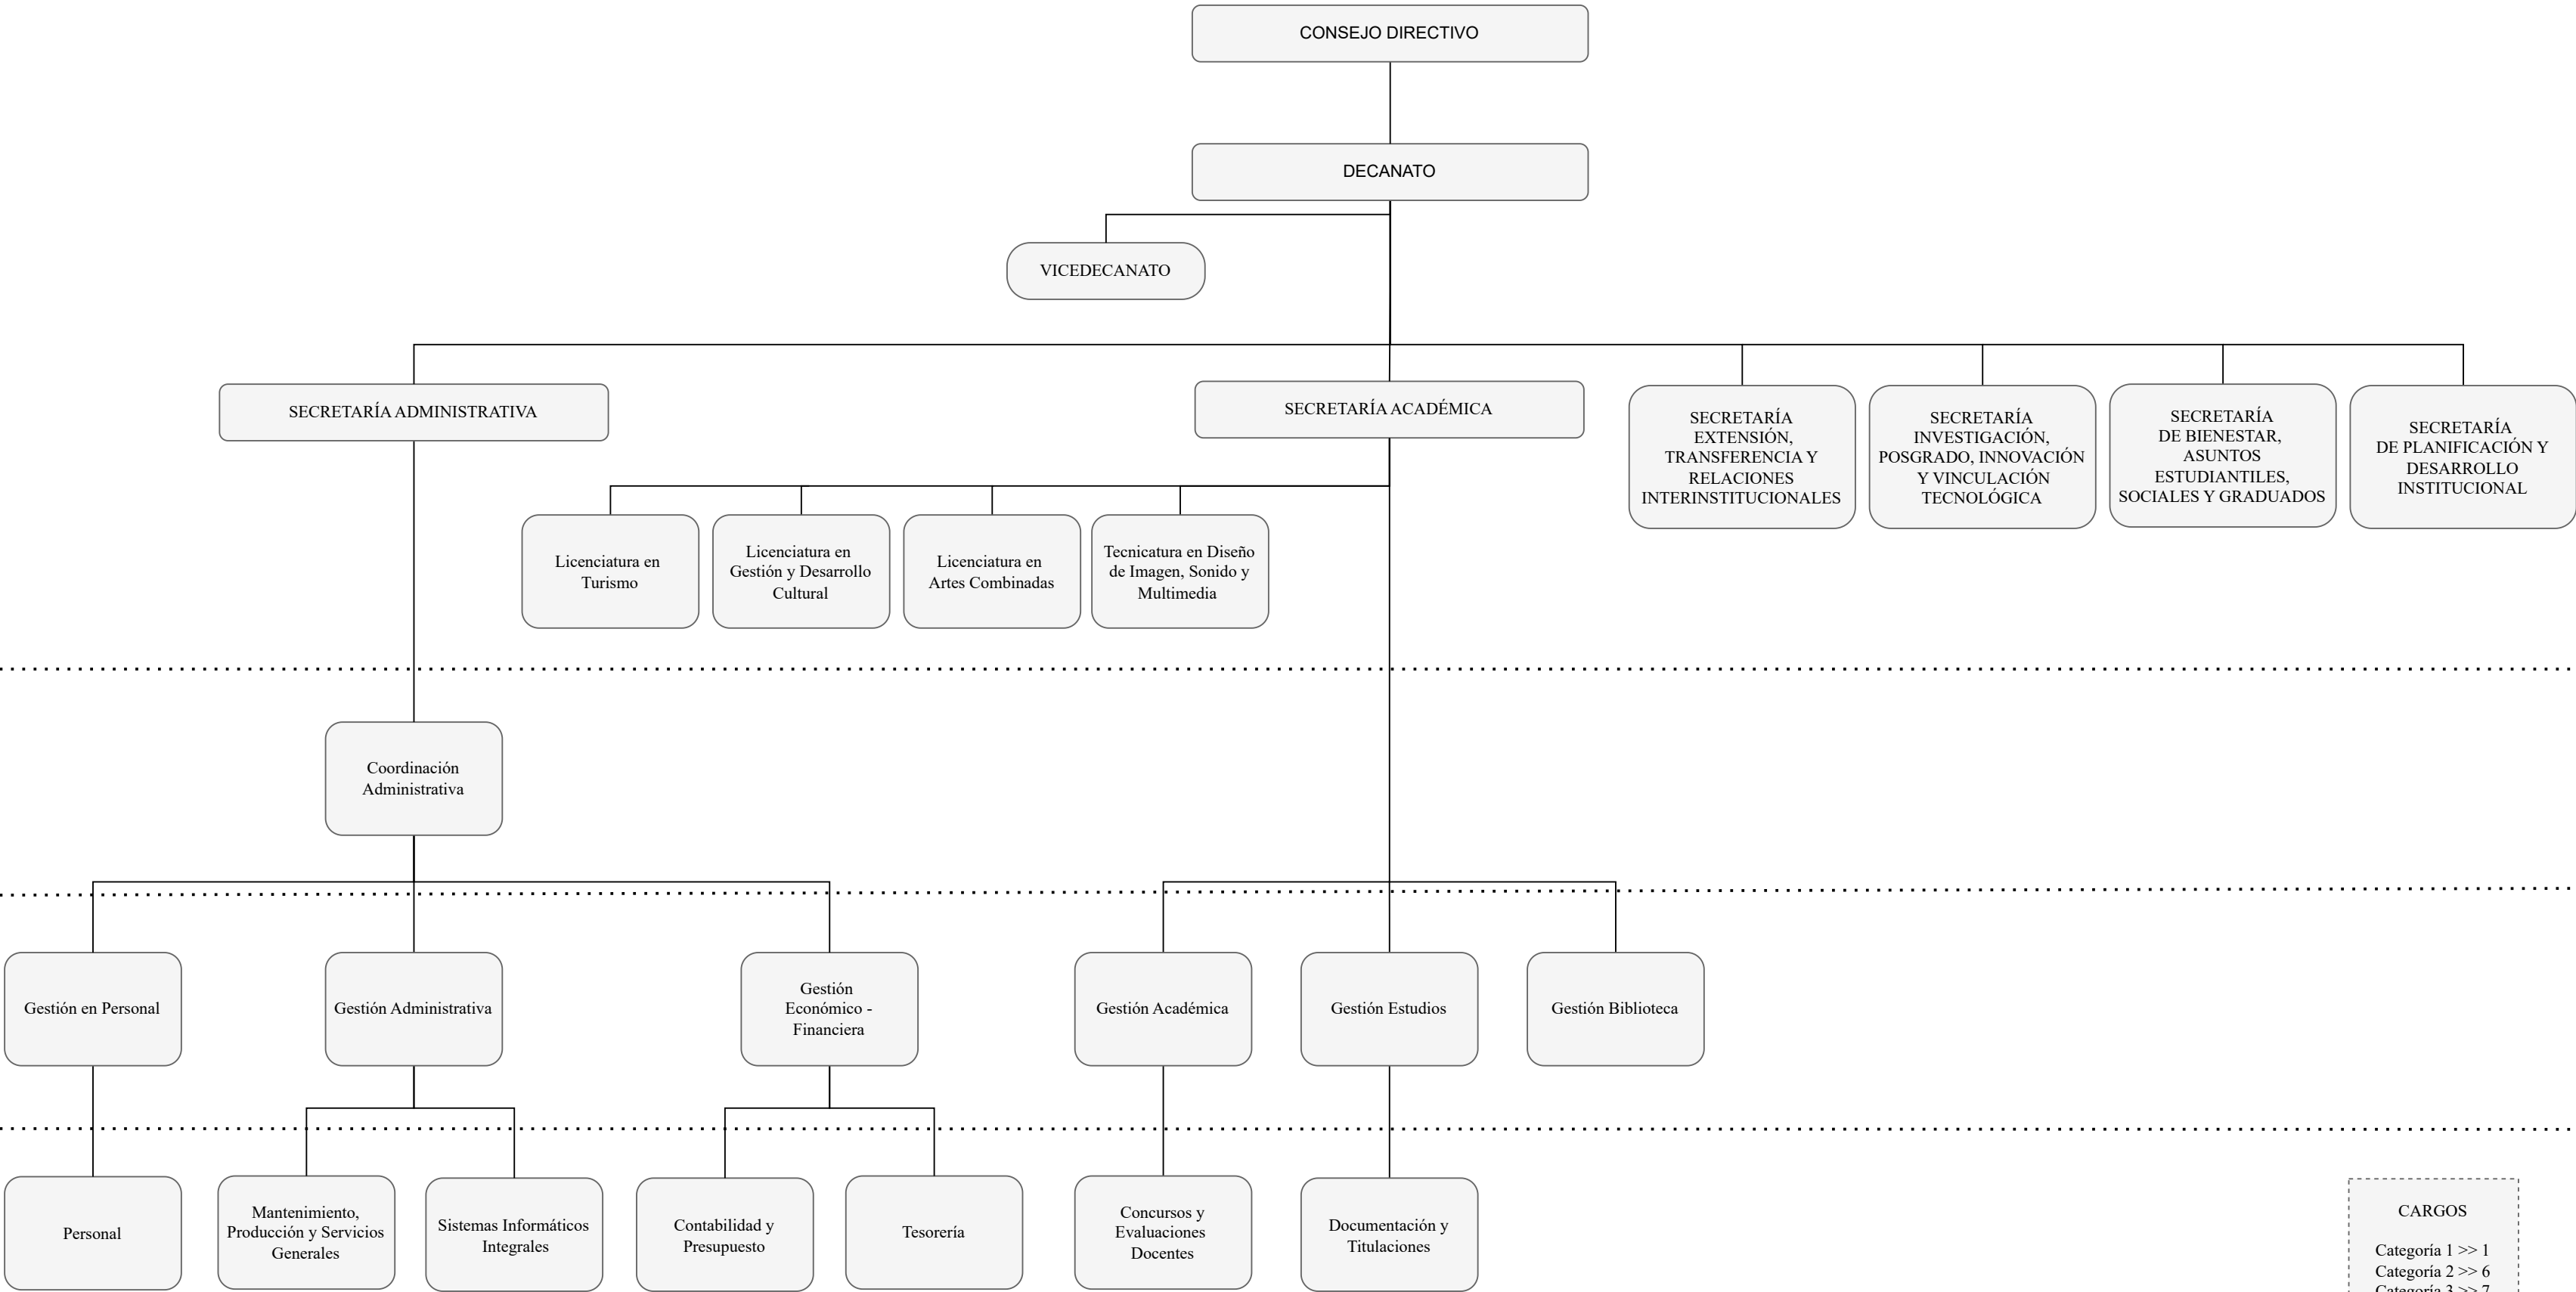 CONSEJO DIRECTIVO
DECANATO
VICEDECANATO
SECRETARÍA ADMINISTRATIVA
SECRETARÍA ACADÉMICA
SECRETARÍA
EXTENSIÓN,
TRANSFERENCIA Y
RELACIONES
INTERINSTITUCIONALES
SECRETARÍA
INVESTIGACIÓN,
POSGRADO, INNOVACIÓN
Y VINCULACIÓN
TECNOLÓGICA
SECRETARÍA
DE BIENESTAR,
ASUNTOS
ESTUDIANTILES,
SOCIALES Y GRADUADOS
SECRETARÍA
DE PLANIFICACIÓN Y
DESARROLLO
INSTITUCIONAL
Licenciatura en
Turismo
Licenciatura en
Gestión y Desarrollo
Cultural
Licenciatura en
Artes Combinadas
Tecnicatura en Diseño
de Imagen, Sonido y
Multimedia
Coordinación
Administrativa
Gestión en Personal
Gestión Administrativa
Gestión
Económico -
Financiera
Gestión Académica
Gestión Estudios
Gestión Biblioteca
Personal
Mantenimiento,
Producción y Servicios
Generales
Sistemas Informáticos
Integrales
Contabilidad y
Presupuesto
Tesorería
Concursos y
Evaluaciones
Docentes
Documentación y
Titulaciones
CARGOS
Categoría 1 >> 1
Categoría 2 >> 6
Categoría 3 >> 7